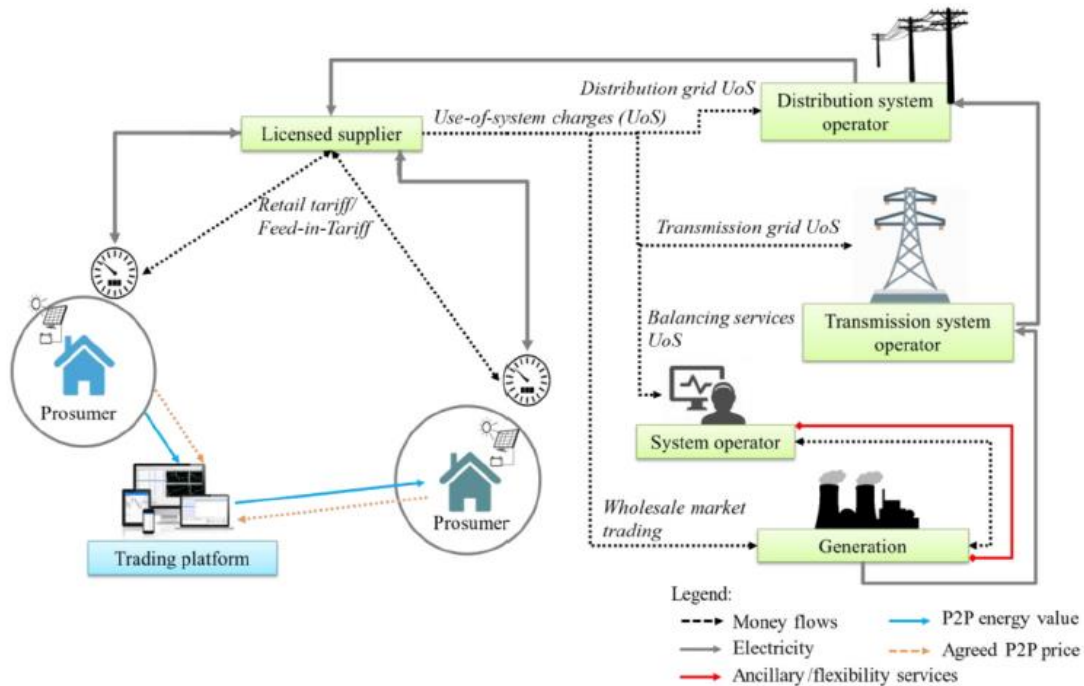 Distribution grid UoS
Distribution system
operator
Licensed supplier
Use-of-system charges (UoS)
Retail tariff/
Feed-in-Tariff
Transmission grid UoS
Transmission system
operator
Balancing services
UoS
System operator
Prosumer
Prosumer
Trading platform
Wholesale market
trading
Generation
Legend:
Money flows
P2P energy value
Electricity
Agreed P2P price
Ancillary/flexibility services